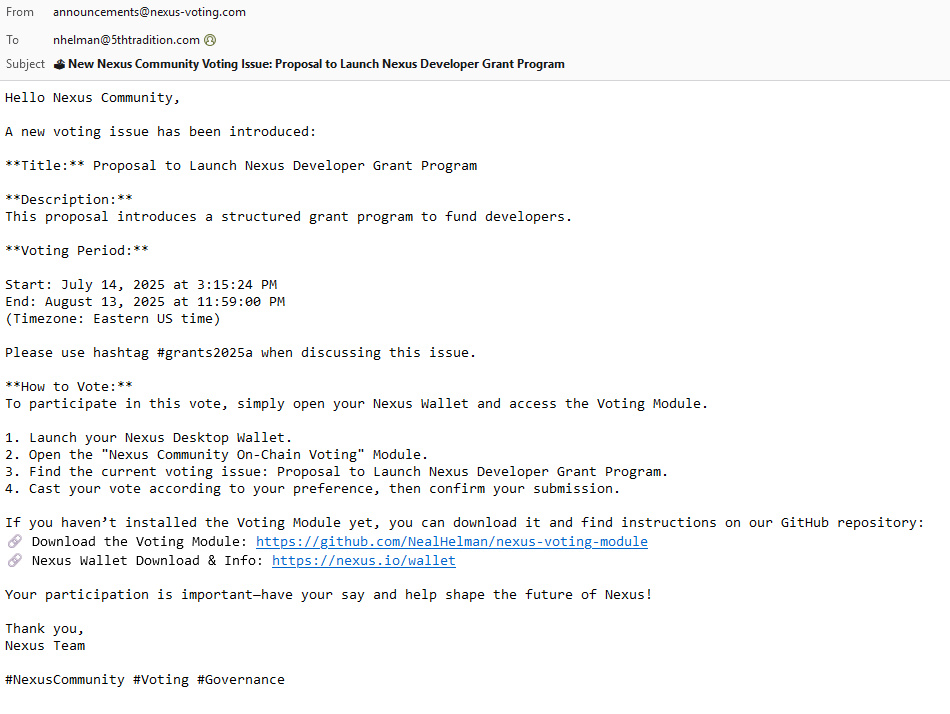 From announcements@nexus-voting.com
To nhelman@5thtradition.com
Subject 🗳 New Nexus Community Voting Issue: Proposal to Launch Nexus Developer Grant Program
Hello Nexus Community,
A new voting issue has been introduced:
**Title:** Proposal to Launch Nexus Developer Grant Program
**Description:**
This proposal introduces a structured grant program to fund developers.
**Voting Period:**
Start: July 14, 2025 at 3:15:24 PM
End: August 13, 2025 at 11:59:00 PM
(Timezone: Eastern US time)
Please use hashtag #grants2025a when discussing this issue.
**How to Vote:**
To participate in this vote, simply open your Nexus Wallet and access the Voting Module.
1. Launch your Nexus Desktop Wallet.
2. Open the "Nexus Community On-Chain Voting" Module.
3. Find the current voting issue: Proposal to Launch Nexus Developer Grant Program.
4. Cast your vote according to your preference, then confirm your submission.
If you haven’t installed the Voting Module yet, you can download it and find instructions on our GitHub repository:
🔗 Download the Voting Module: https://github.com/NealHelman/nexus-voting-module
🔗 Nexus Wallet Download & Info: https://nexus.io/wallet
Your participation is important—have your say and help shape the future of Nexus!
Thank you,
Nexus Team
#NexusCommunity #Voting #Governance